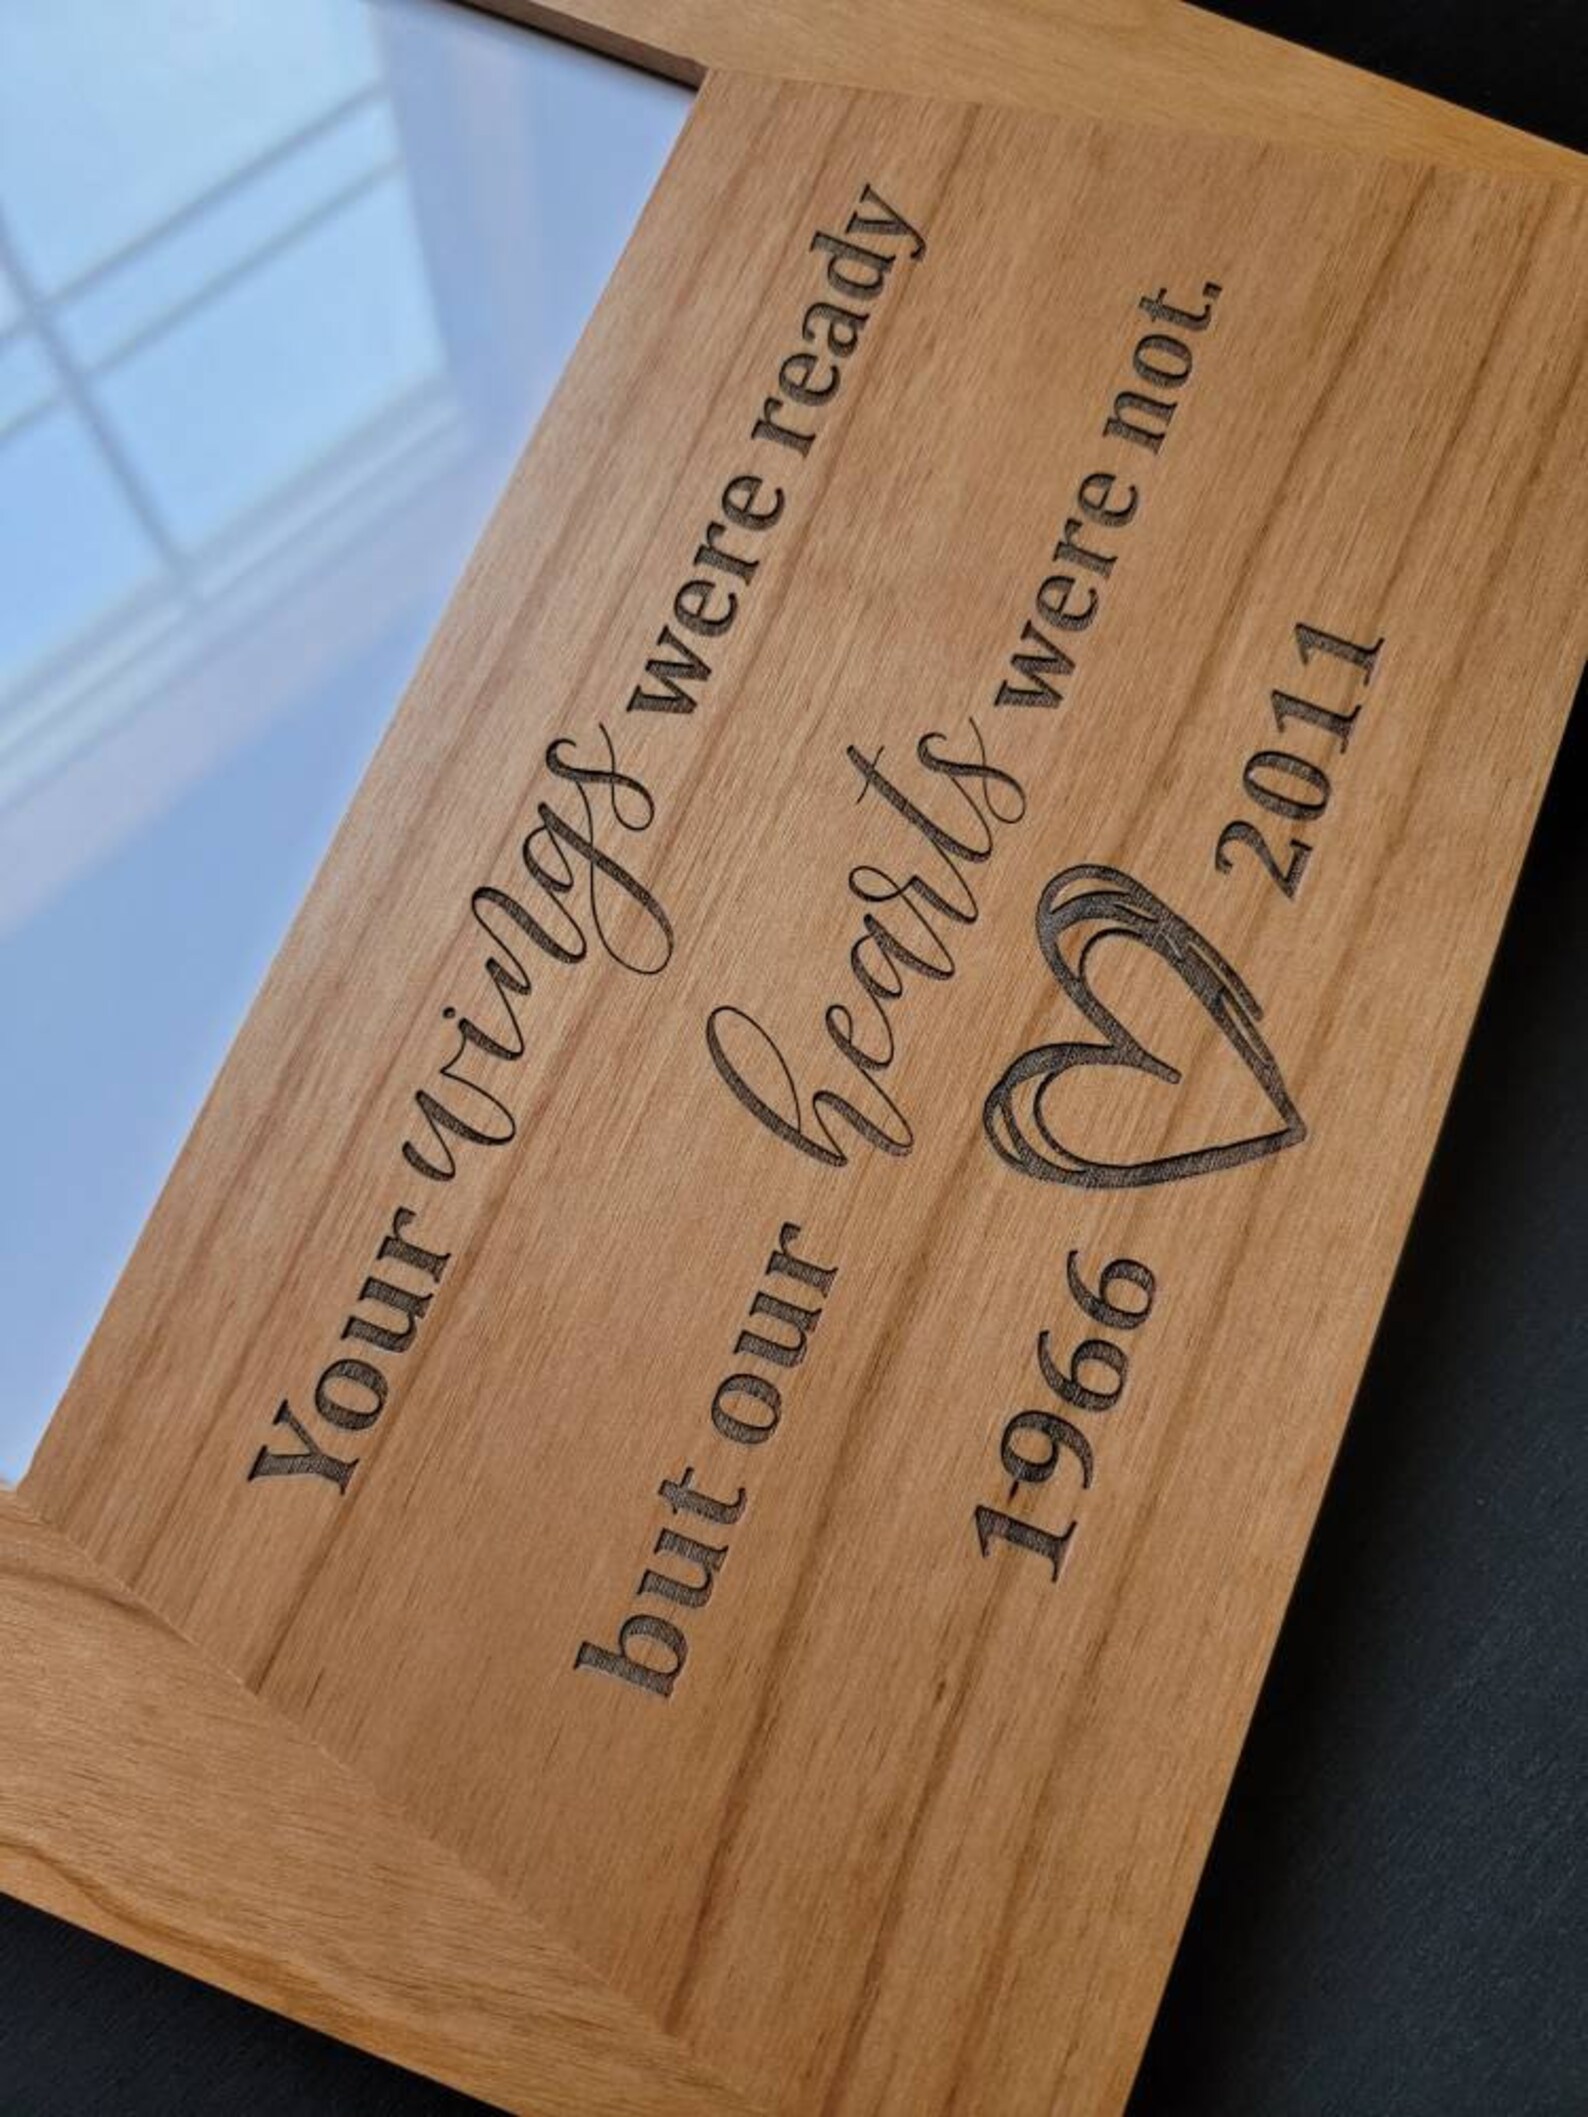 Your wings were ready
but our hearts were not.
1966 2011